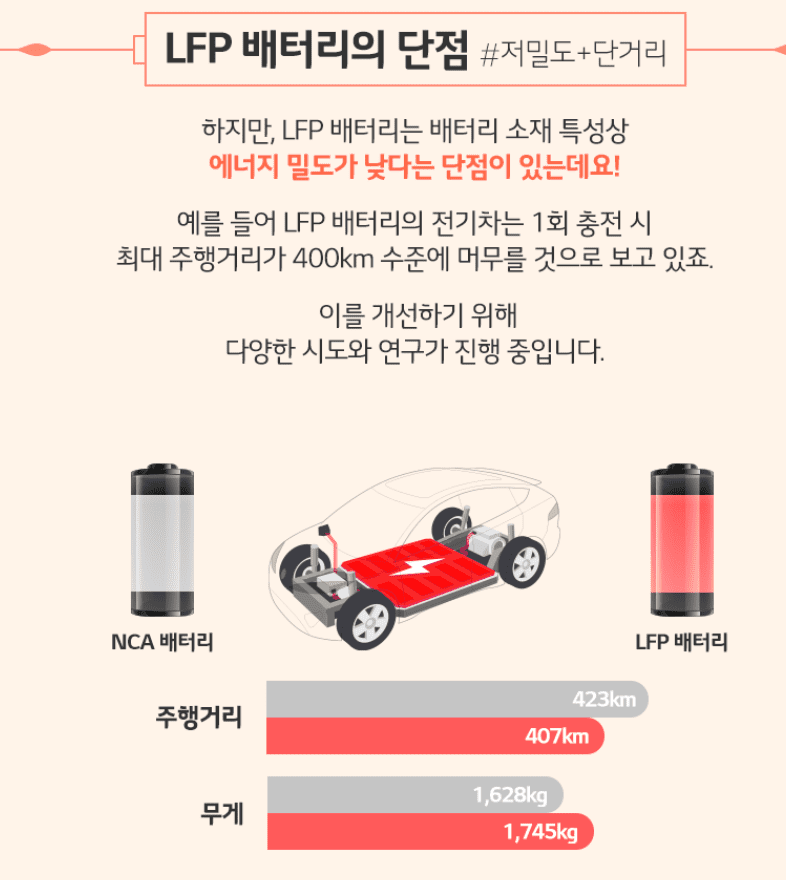 LFP 배터리의 단점 #저밀도+단거리
하지만, LFP 배터리는 배터리 소재 특성상
에너지 밀도가 낮다는 단점이 있는데요!
예를 들어 LFP 배터리의 전기차는 1회 충전 시
최대 주행거리가 400km 수준에 머무를 것으로 보고 있죠.
이를 개선하기 위해
다양한 시도와 연구가 진행 중입니다.
NCA 배터리
LFP 배터리
주행거리
423km
407km
무게
1,628kg
1,745kg